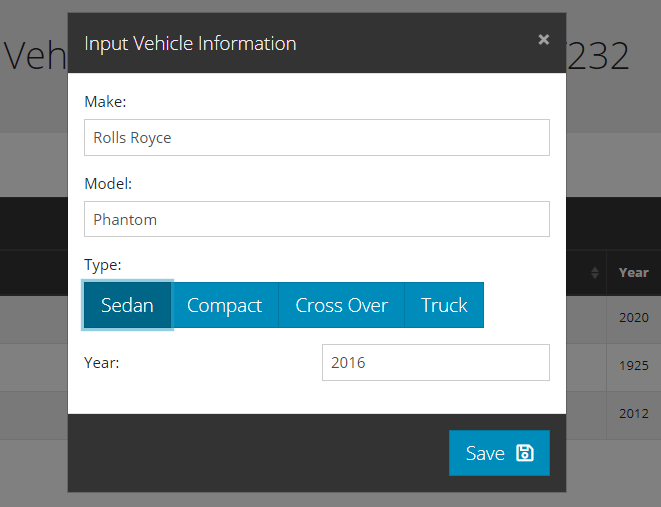 Input Vehicle Information ×
Veh 7232
Make:
Rolls Royce
Model:
Phantom
Type:
Sedan Compact Cross Over Truck
Year
2020
1925
2012
Year: 2016
Save